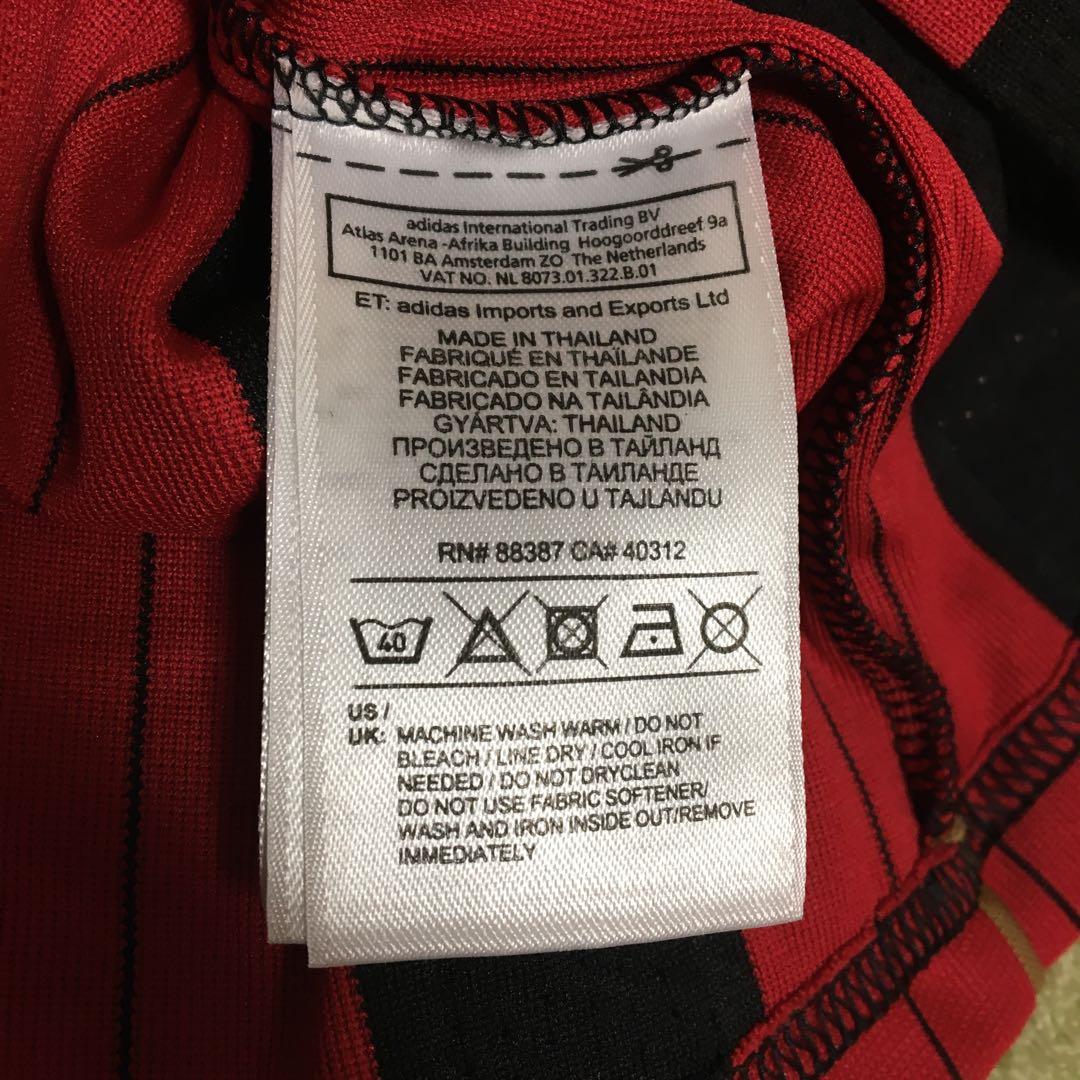 adidas International Trading BV
Atlas Arena -Afrika Building Hoogoorddreef 9a
1101 BA Amsterdam ZO The Netherlands
VAT NO. NL 8073.01.322.B.01
ET: adidas Imports and Exports Ltd
MADE IN THAILAND
FABRIQUÉ EN THAÏLANDE
FABRICADO EN TAILANDIA
FABRICADO NA TAILÂNDIA
GYÁRTVA: THAILAND
ПРОИЗВЕДЕНО В ТАЙЛАНД
СДЕЛАНО В ТАИЛАНДЕ
PROIZVEDENO U TAJLANDU
RN# 88387 CA# 40312
40
US /
UK: MACHINE WASH WARM / DO NOT
BLEACH / LINE DRY / COOL IRON IF
NEEDED / DO NOT DRYCLEAN
DO NOT USE FABRIC SOFTENER/
WASH AND IRON INSIDE OUT/REMOVE
IMMEDIATELY